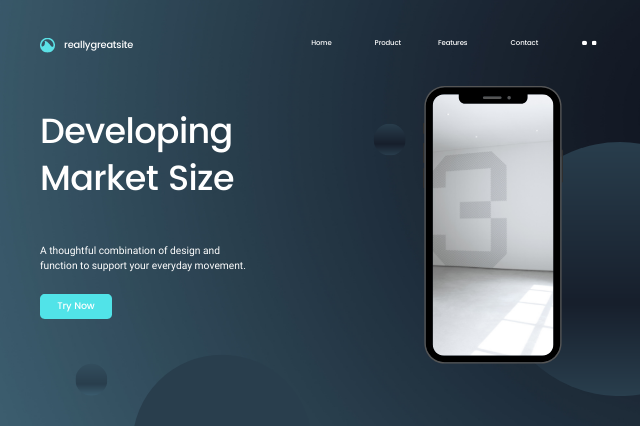 reallygreatsite
Home
Product
Features
Contact
Developing
Market Size
3
A thoughtful combination of design and
function to support your everyday movement.
Try Now